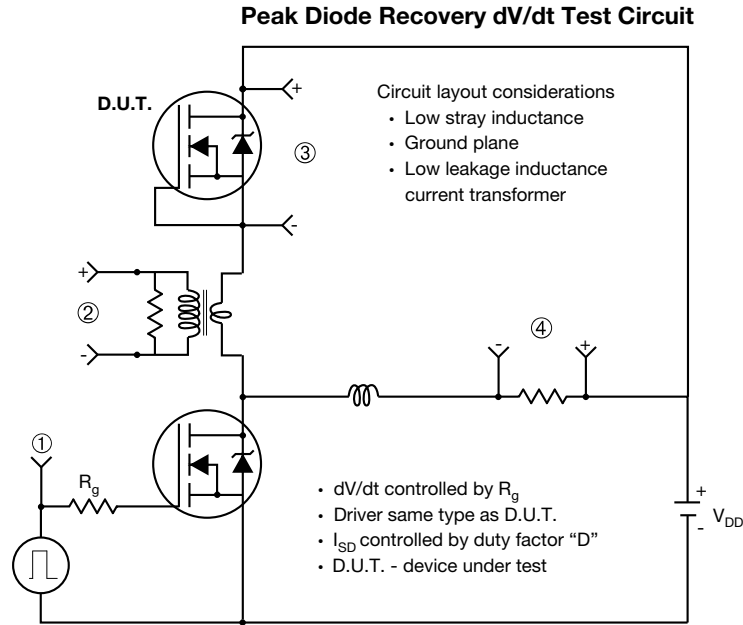 Peak Diode Recovery dV/dt Test Circuit
D.U.T.
+
③
-
Circuit layout considerations
• Low stray inductance
• Ground plane
• Low leakage inductance
current transformer
+
②
-
④
- +
①
Rg
• dV/dt controlled by Rg
• Driver same type as D.U.T.
• ISD controlled by duty factor “D”
• D.U.T. - device under test
+
-
VDD